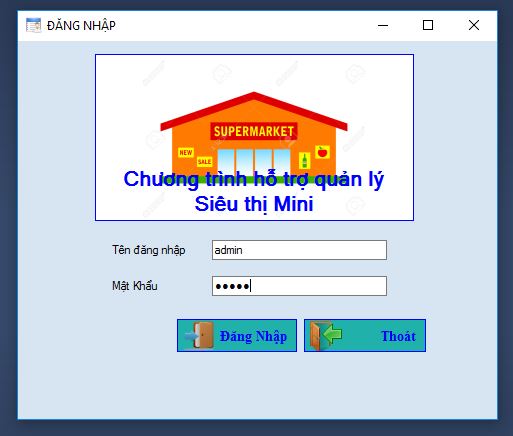 ĐĂNG NHẬP
SUPERMARKET
NEW
SALE
Chương trình hỗ trợ quản lý
Siêu thị Mini
Tên đăng nhập
admin
Mật Khẩu
●●●●●
Đăng Nhập
Thoát